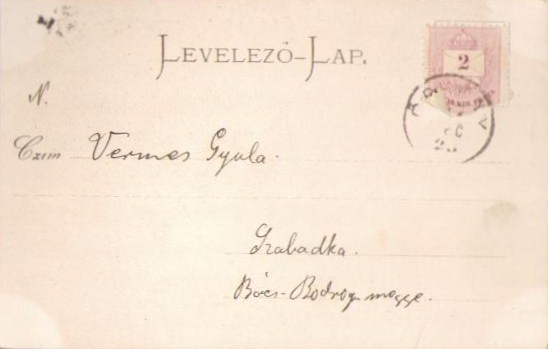 LEVELEZŐ-LAP.
2
N.
Czim Vermes Gyula.
Szabadka.
Bács-Bodrog megye.